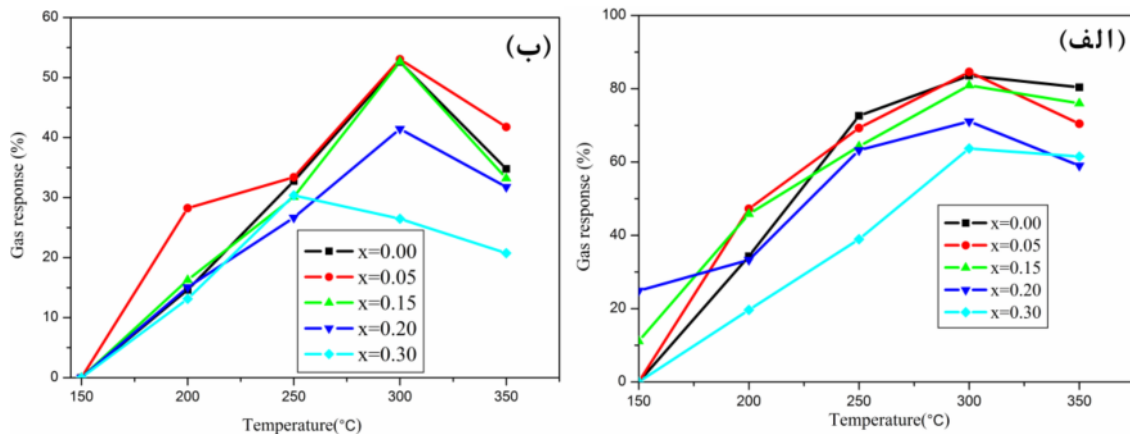 (ب)
60
50
40
30
20
10
0
Gas response (%)
x=0.00
x=0.05
x=0.15
x=0.20
x=0.30
150 200 250 300 350
Temperature(°C)
(الف)
100
80
60
40
20
0
Gas response (%)
x=0.00
x=0.05
x=0.15
x=0.20
x=0.30
150 200 250 300 350
Temperature(°C)